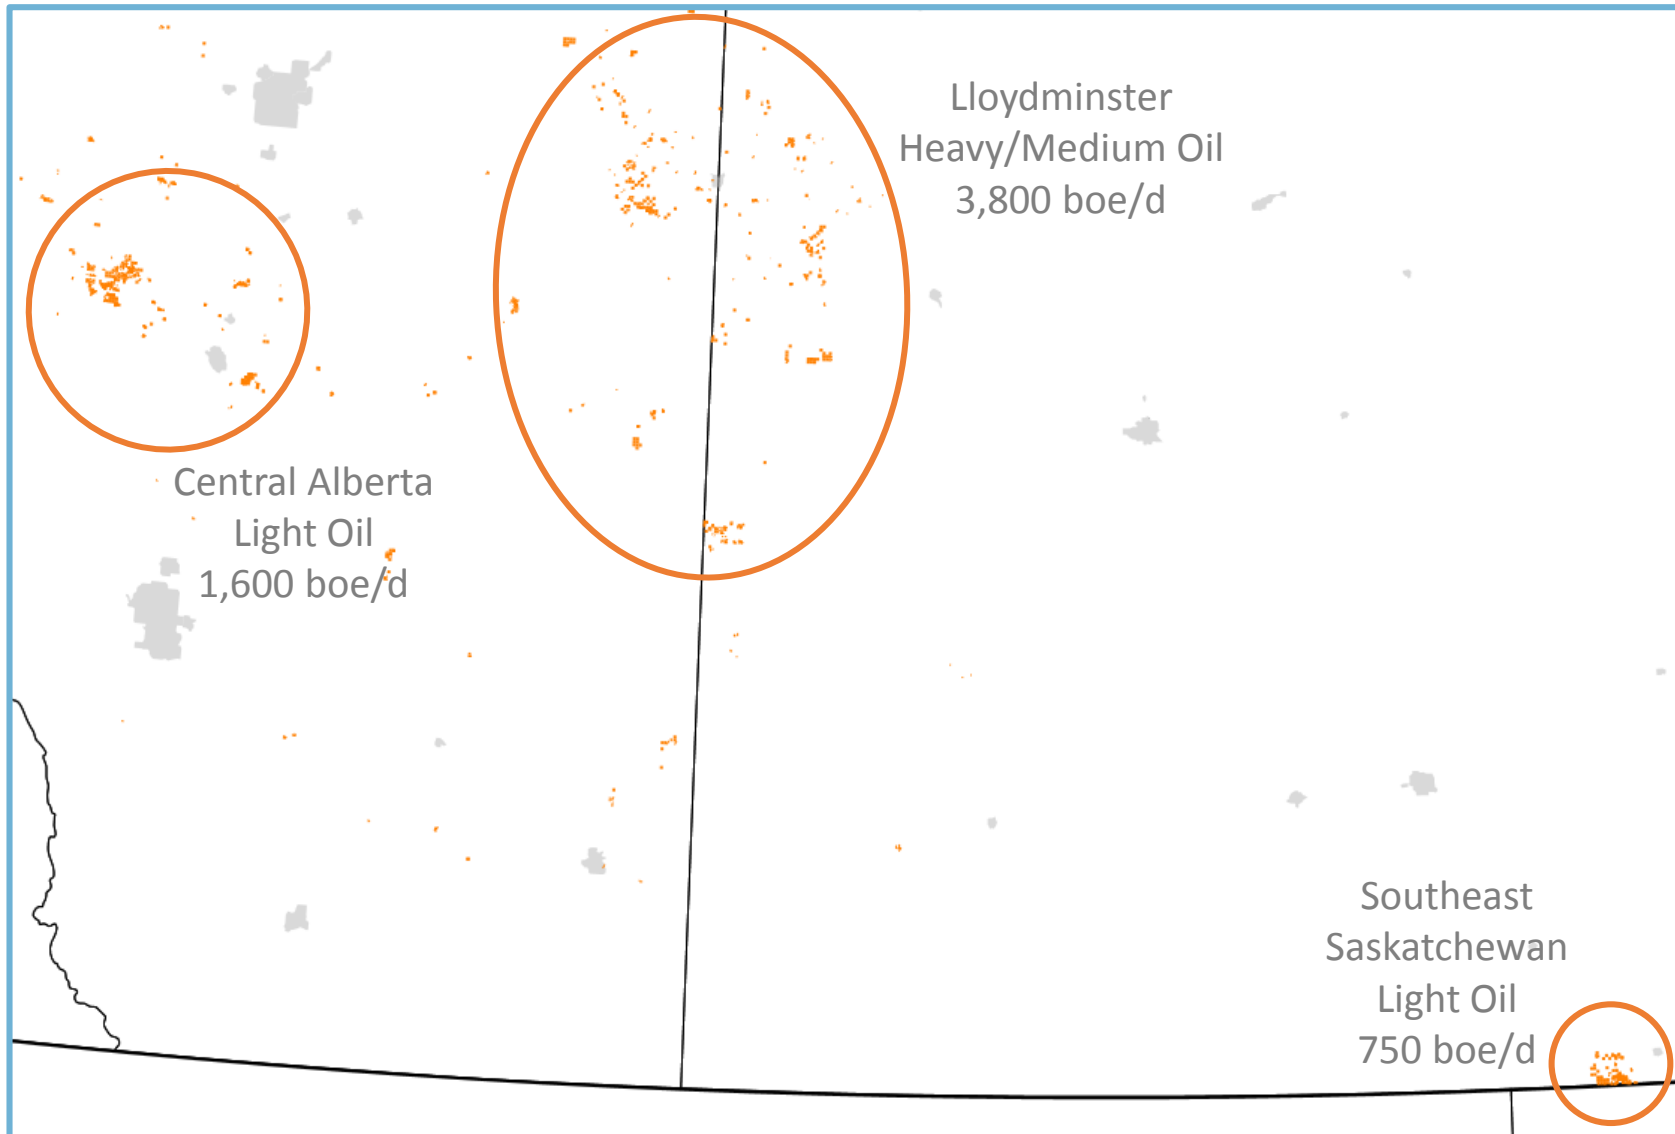 Lloydminster
Heavy/Medium Oil
3,800 boe/d
Central Alberta
Light Oil
1,600 boe/d
Southeast
Saskatchewan
Light Oil
750 boe/d